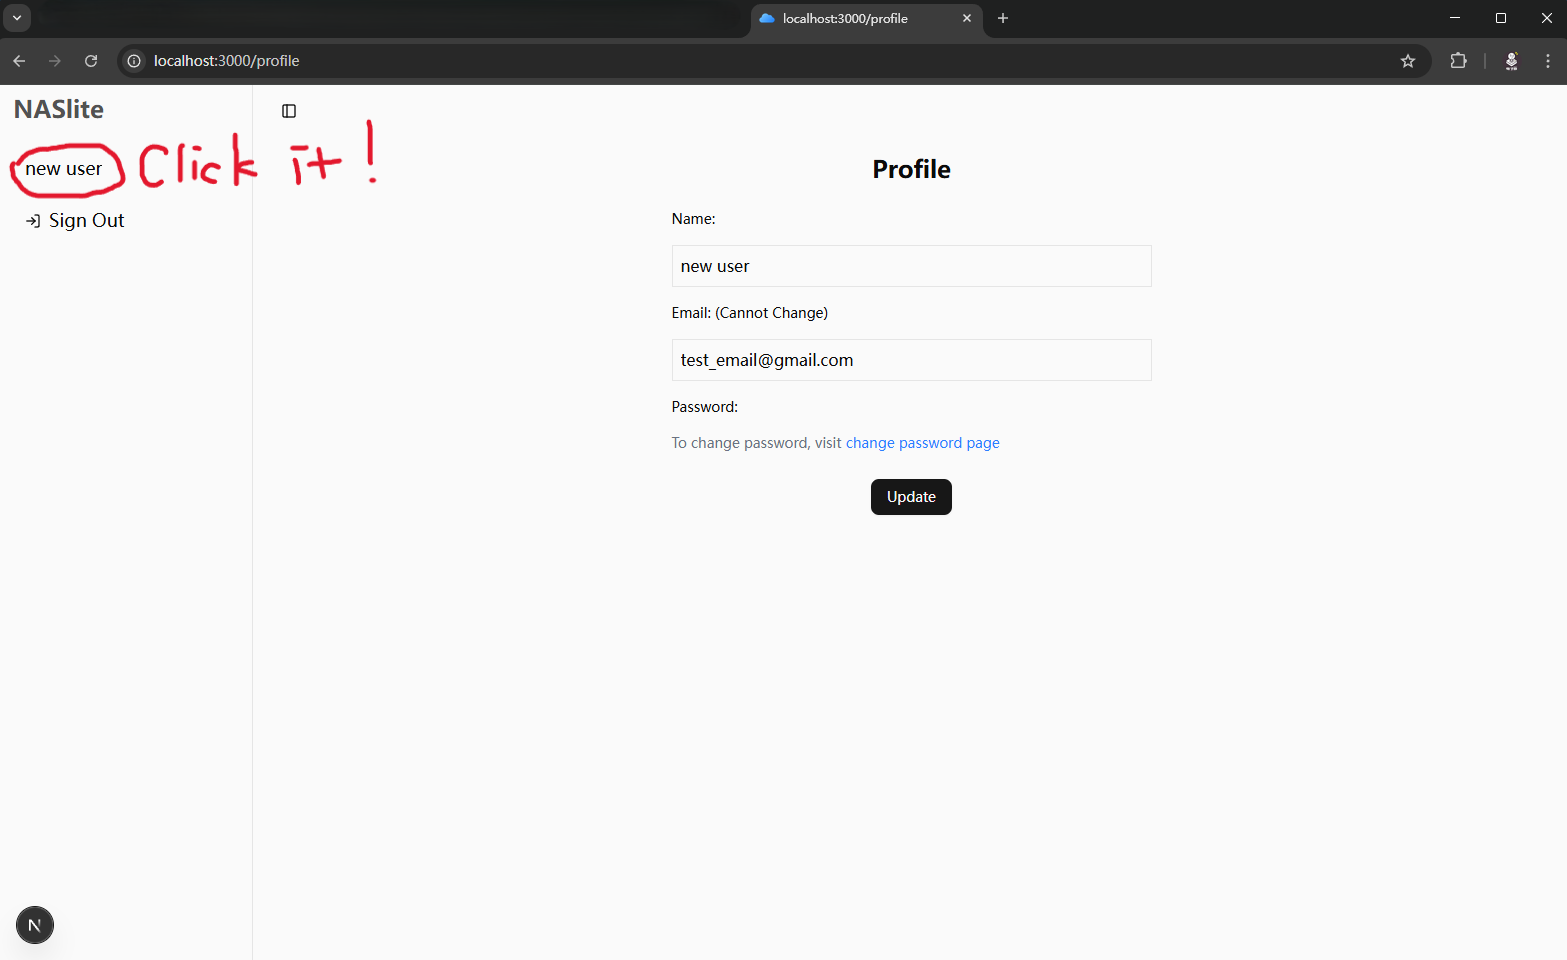 localhost:3000/profile
localhost:3000/profile
NASlite
new user
Click it!
Sign Out
Profile
Name:
new user
Email: (Cannot Change)
test_email@gmail.com
Password:
To change password, visit change password page
Update
N